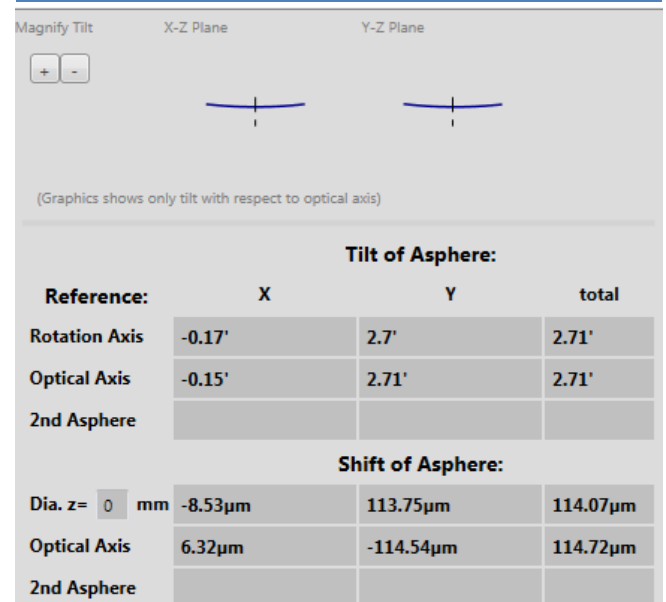 Magnify Tilt X-Z Plane Y-Z Plane
+ -
(Graphics shows only tilt with respect to optical axis)
Tilt of Asphere:
Reference: X Y total
Rotation Axis -0.17' 2.7' 2.71'
Optical Axis -0.15' 2.71' 2.71'
2nd Asphere
Shift of Asphere:
Dia. z= 0 mm -8.53µm 113.75µm 114.07µm
Optical Axis 6.32µm -114.54µm 114.72µm
2nd Asphere